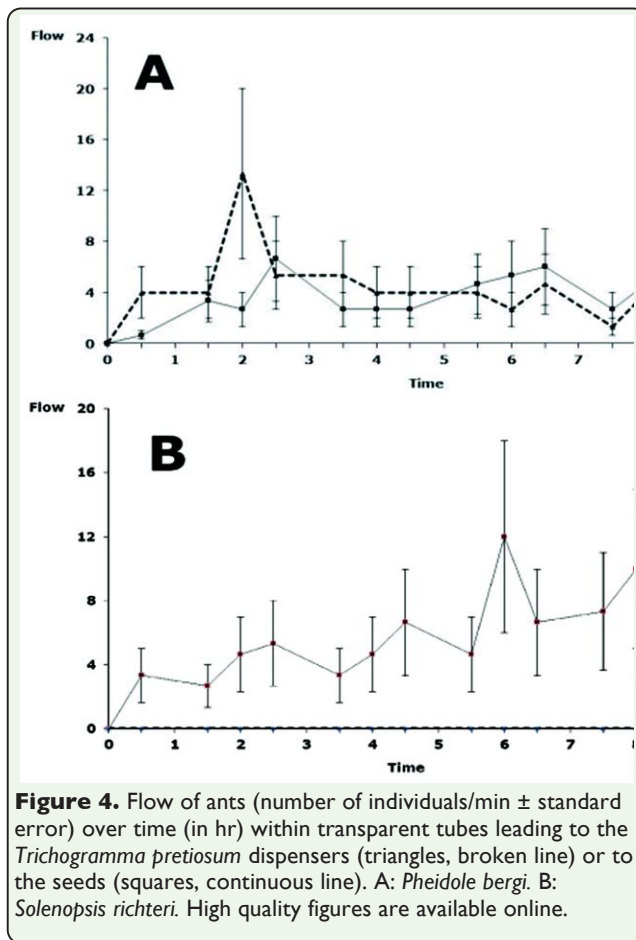 Flow 24
A
20
16
12
8
4
0
0 1 2 3 4 5 6 7
Time
Flow 20
B
16
12
8
4
0
0 1 2 3 4 5 6 7
Time
Figure 4. Flow of ants (number of individuals/min ± standard
error) over time (in hr) within transparent tubes leading to the
Trichogramma pretiosum dispensers (triangles, broken line) or to
the seeds (squares, continuous line). A: Pheidole bergi. B:
Solenopsis richteri. High quality figures are available online.